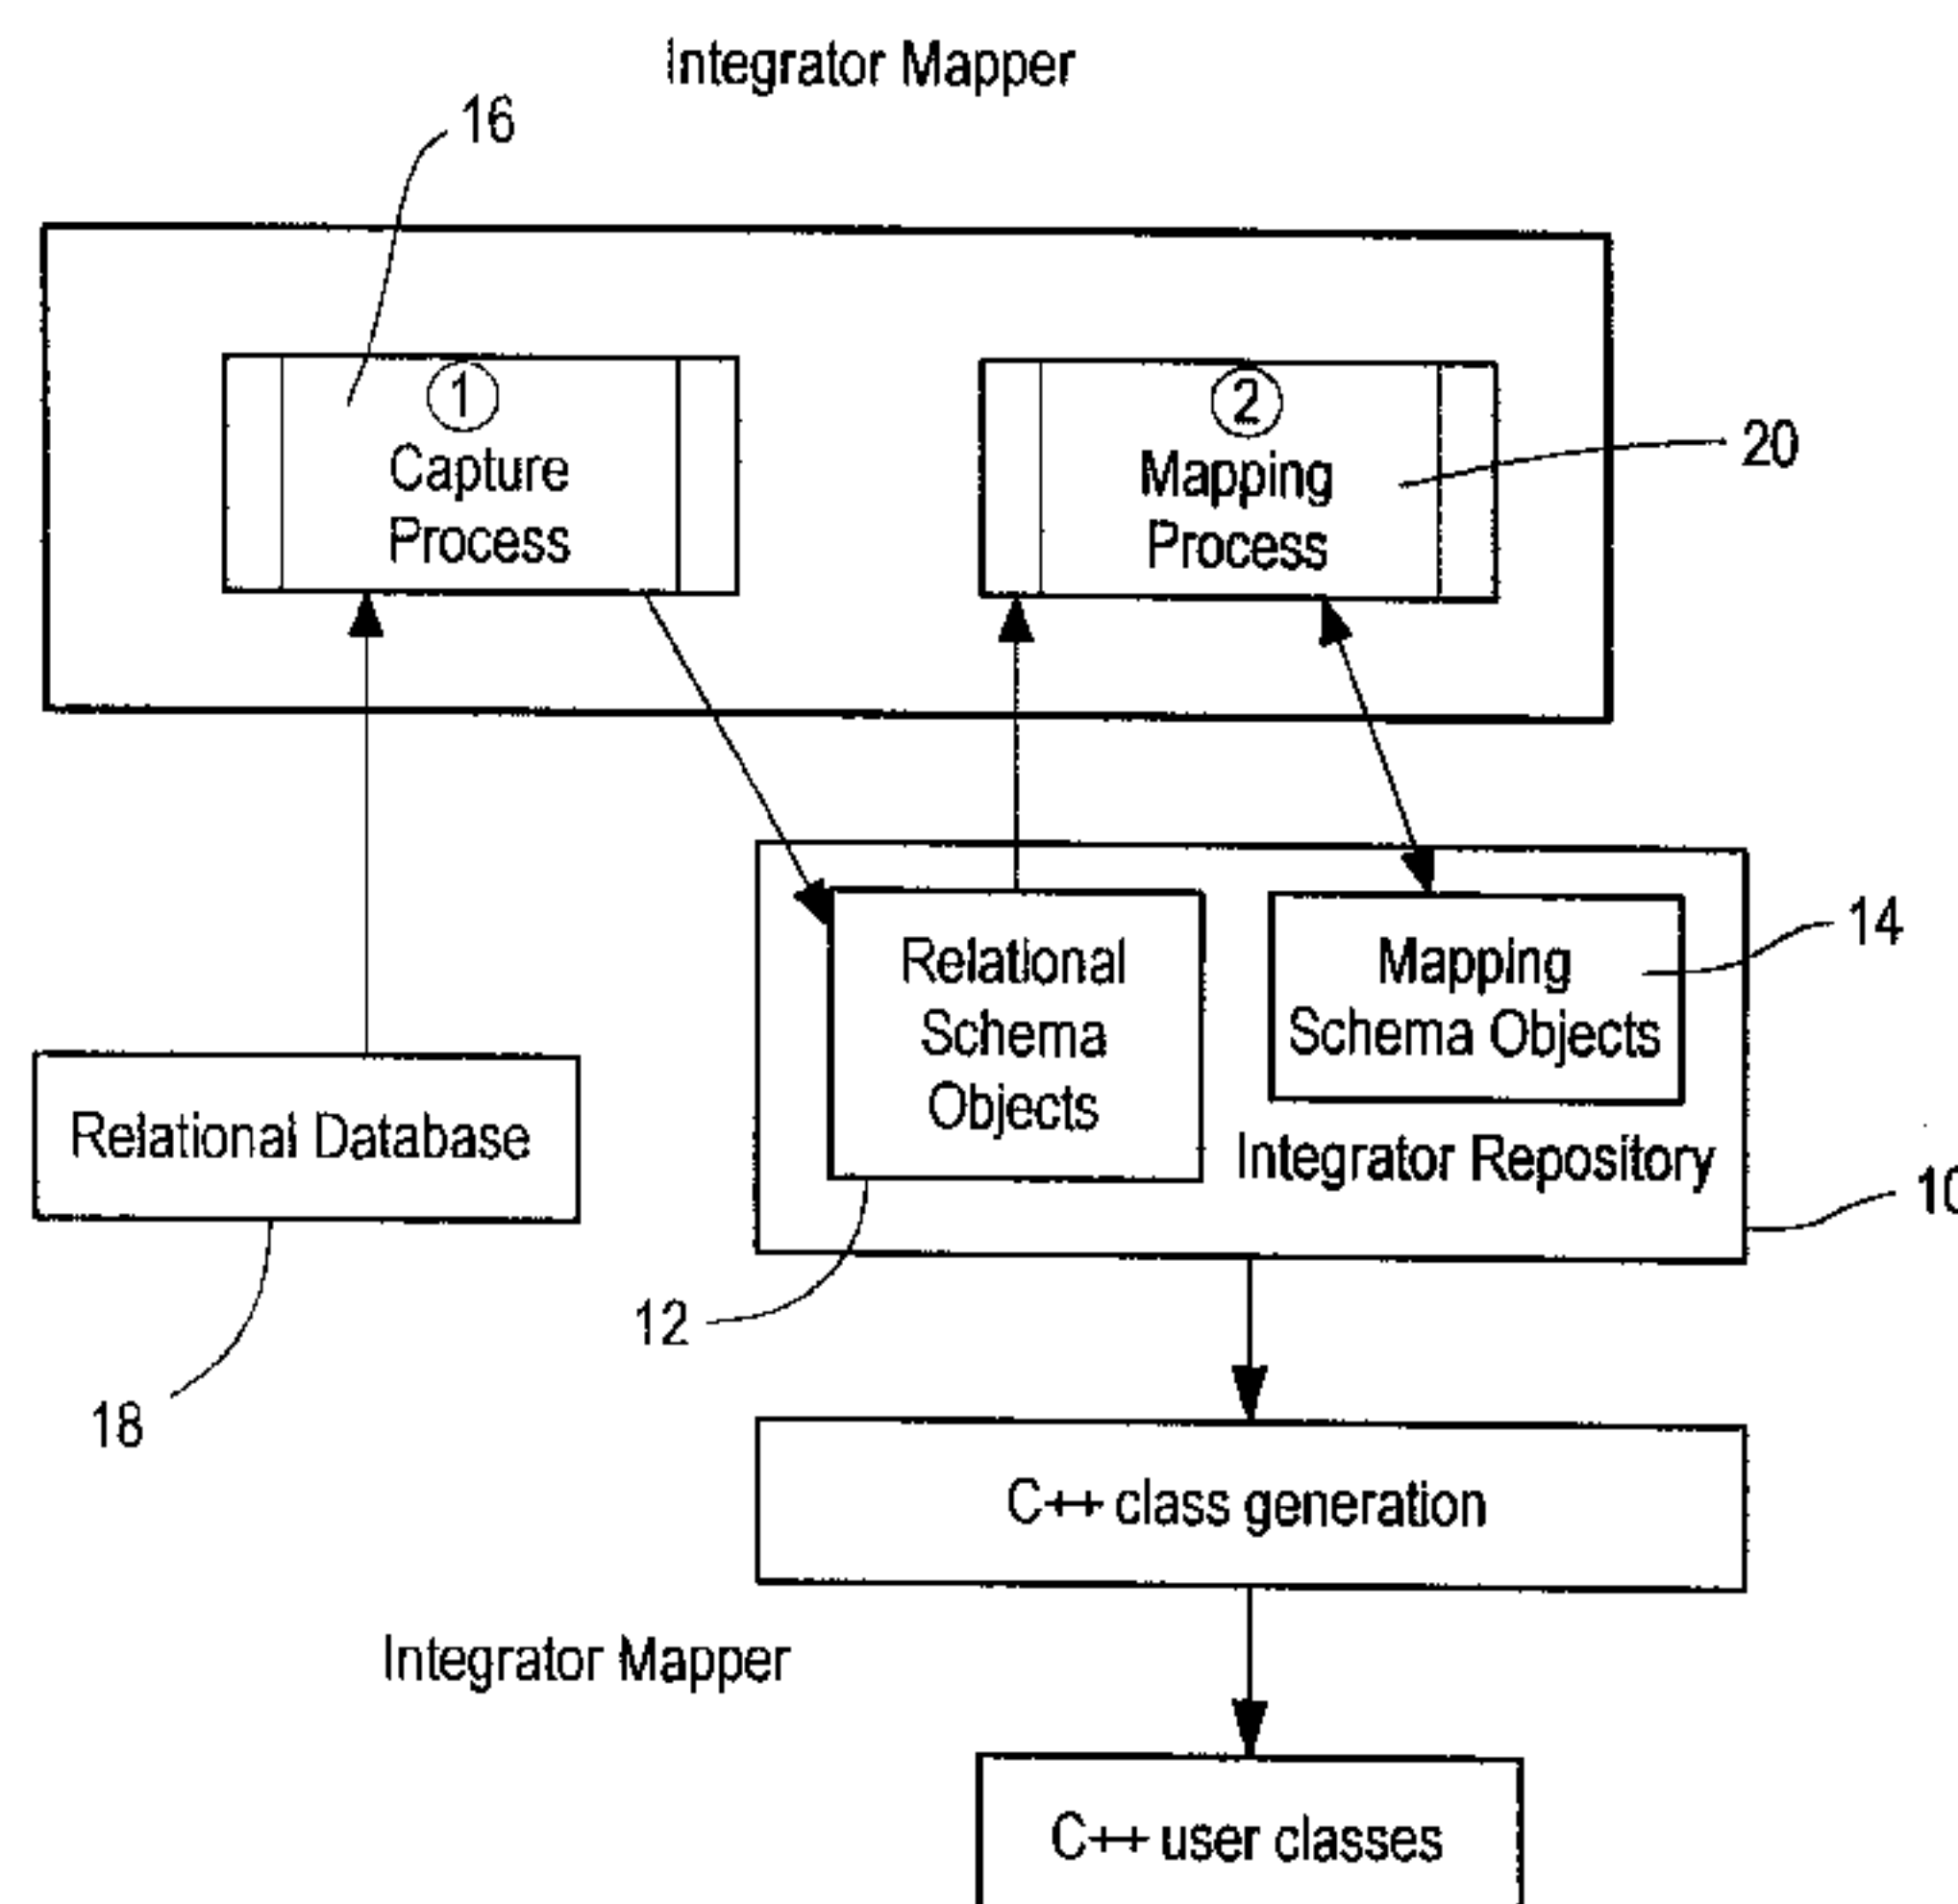 Integrator Mapper
16
1
Capture
Process
2
Mapping
Process
20
Relational
Schema
Objects
Mapping
Schema Objects
14
Integrator Repository
10
Relational Database
12
18
C++ class generation
Integrator Mapper
C++ user classes